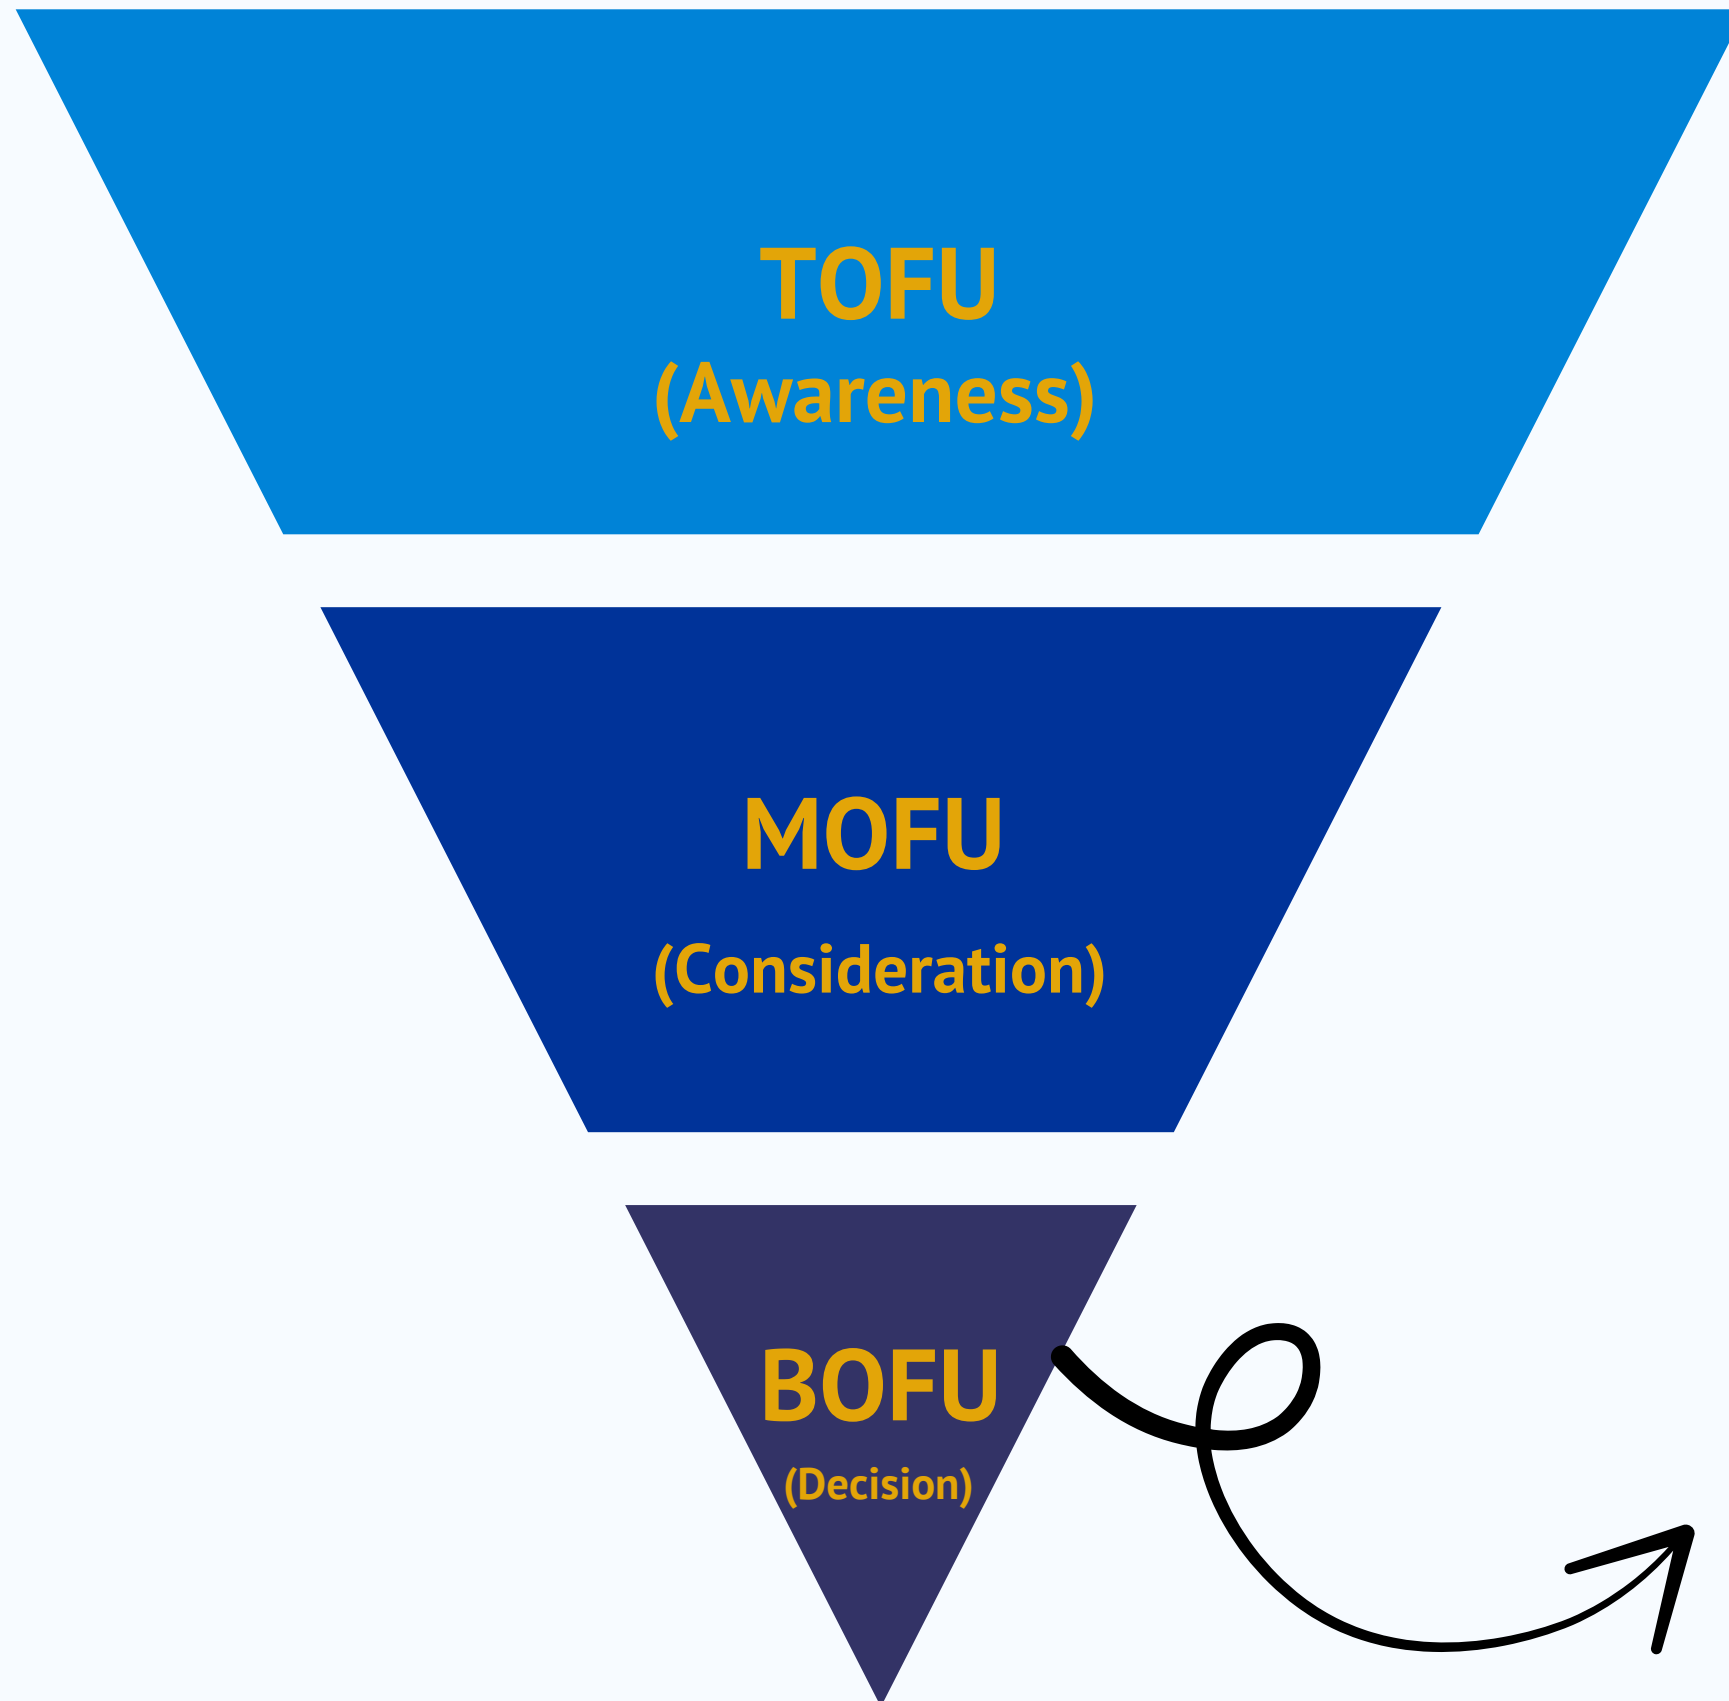 TOFU
(Awareness)
MOFU
(Consideration)
BOFU
(Decision)